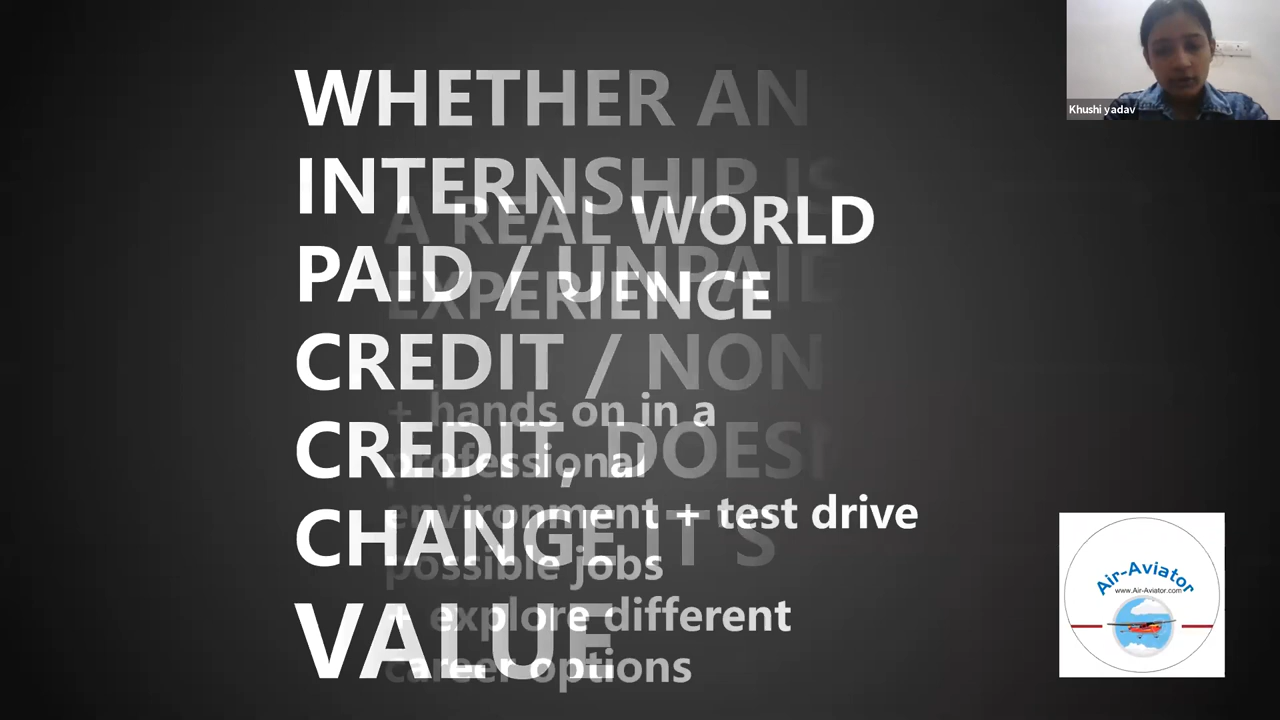 WHETHER AN
INTERNSHIP IS
PAID / UNPAID
CREDIT / NON
CREDIT, DOESN
CHANGE IT'S
VALUE
A REAL WORLD
EXPERIENCE
+ hands on in a
professional
environment + test drive
possible jobs
+ explore different
career options
Khushi yadav
Air-Aviator
www.Air-Aviator.com